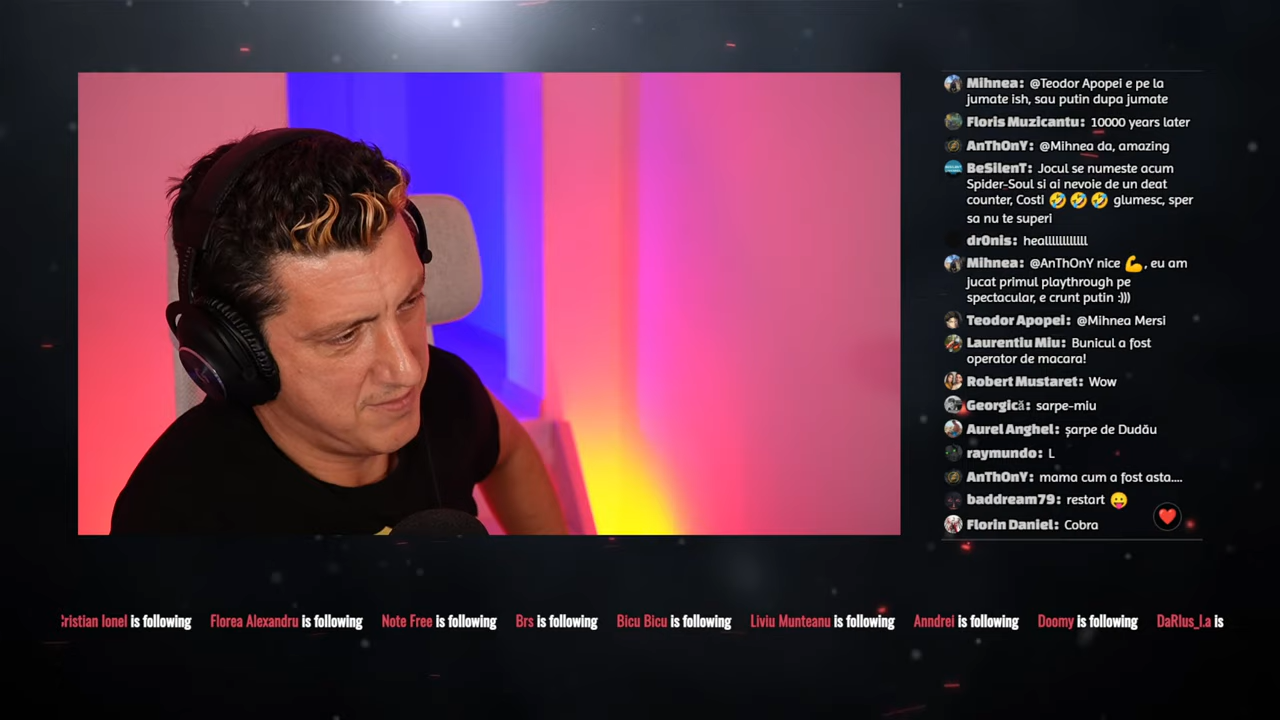 Mihnea: @Teodor Apopei e pe la
jumate ish, sau putin dupa jumate
Floris Muzicantu: 10000 years later
AnThOnY: @Mihnea da, amazing
BeSilenT: Jocul se numeste acum
Spider-Soul si ai nevoie de un deat
counter, Costi 🤣 🤣 🤣 glumesc, sper
sa nu te superi
dr0nis: heallllllllllll
Mihnea: @AnThOnY nice 💪, eu am
jucat primul playthrough pe
spectacular, e crunt putin :)))
Teodor Apopei: @Mihnea Mersi
Laurentiu Miu: Bunicul a fost
operator de macara!
Robert Mustaret: Wow
Georgică: sarpe-miu
Aurel Anghel: șarpe de Dudău
raymundo: L
AnThOnY: mama cum a fost asta....
baddream79: restart 😛
Florin Daniel: Cobra
Cristian Ionel is following Florea Alexandru is following Note Free is following Brs is following Bicu Bicu is following Liviu Munteanu is following Anndrei is following Doomy is following DaRIus_I.a is